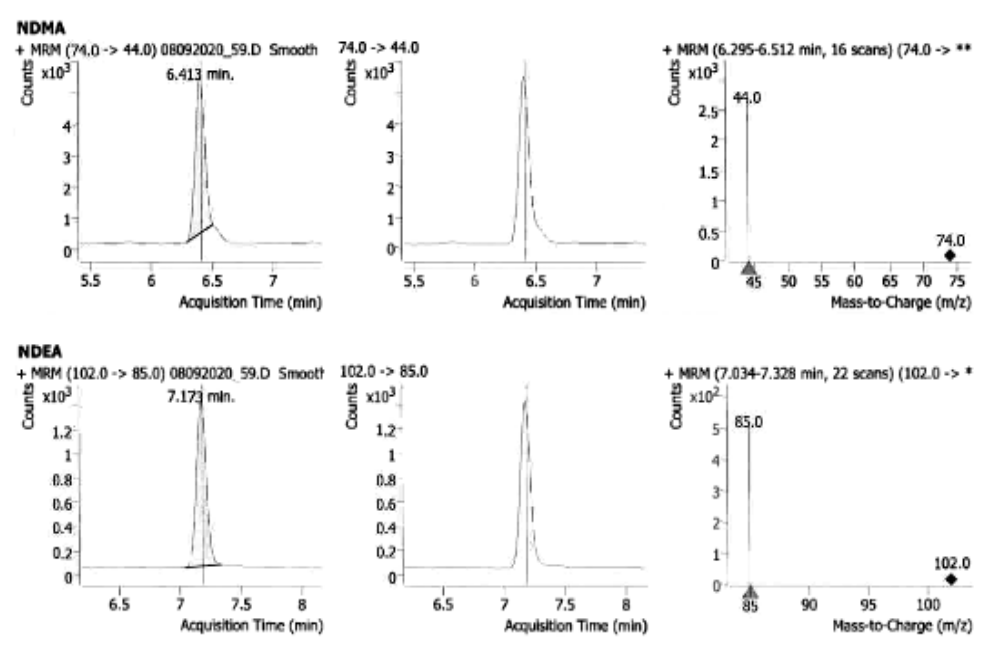 NDMA
+ MRM (74.0 -> 44.0) 08092020_59.D Smooth
74.0 -> 44.0
+ MRM (6.295-6.512 min, 16 scans) (74.0 -> **
Counts
x10³
6.413 min.
4
3
2
1
0
5.5 6 6.5 7
Acquisition Time (min)
Counts
x10³
4
3
2
1
0
5.5 6 6.5 7
Acquisition Time (min)
Counts
x10³
44.0
2.5
2
1.5
1
0.5
0
74.0
45 50 55 60 65 70 75
Mass-to-Charge (m/z)
NDEA
+ MRM (102.0 -> 85.0) 08092020_59.D Smooth
102.0 -> 85.0
+ MRM (7.034-7.328 min, 22 scans) (102.0 -> *
Counts
x10³
7.173 min.
1.2
1
0.8
0.6
0.4
0.2
0
6.5 7 7.5 8
Acquisition Time (min)
Counts
x10³
1.2
1
0.8
0.6
0.4
0.2
0
6.5 7 7.5 8
Acquisition Time (min)
Counts
x10²
85.0
5
4
3
2
1
0
102.0
85 90 95 100
Mass-to-Charge (m/z)